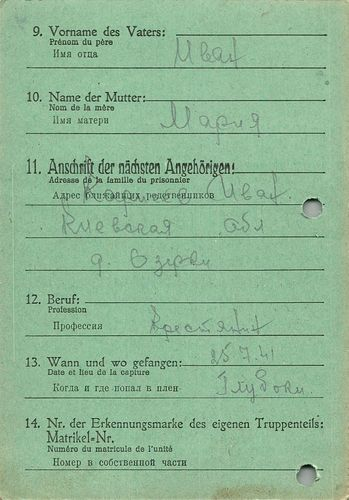 9. Vorname des Vaters:
Prénom du père
Имя отца
Иван
10. Name der Mutter:
Nom de la mère
Имя матери
Мария
11. Anschrift der nächsten Angehörigen:
Adresse de la famille du prisonnier
Адрес ближайших родственников
Иван
Киевская обл
д. Озерки
12. Beruf:
Profession
Профессия
крестянин
13. Wann und wo gefangen: 25.7.41
Date et lieu de la capture
Когда и где попал в плен
14. Nr. der Erkennungsmarke des eigenen Truppenteils:
Matrikel-Nr.
Numéro du matricule de l'unité
Номер в собственной части